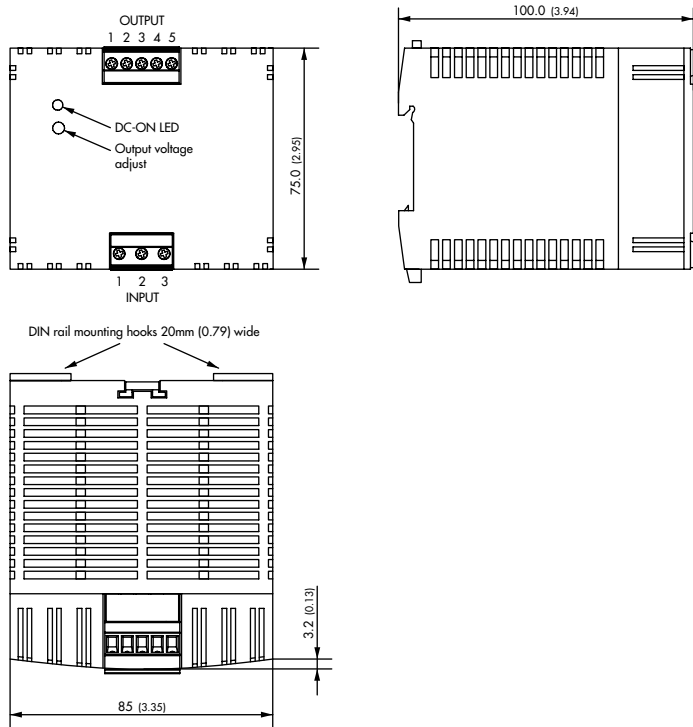 OUTPUT
1 2 3 4 5
DC-ON LED
Output voltage
adjust
75.0 (2.95)
1 2 3
INPUT
100.0 (3.94)
DIN rail mounting hooks 20mm (0.79) wide
3.2 (0.13)
85 (3.35)